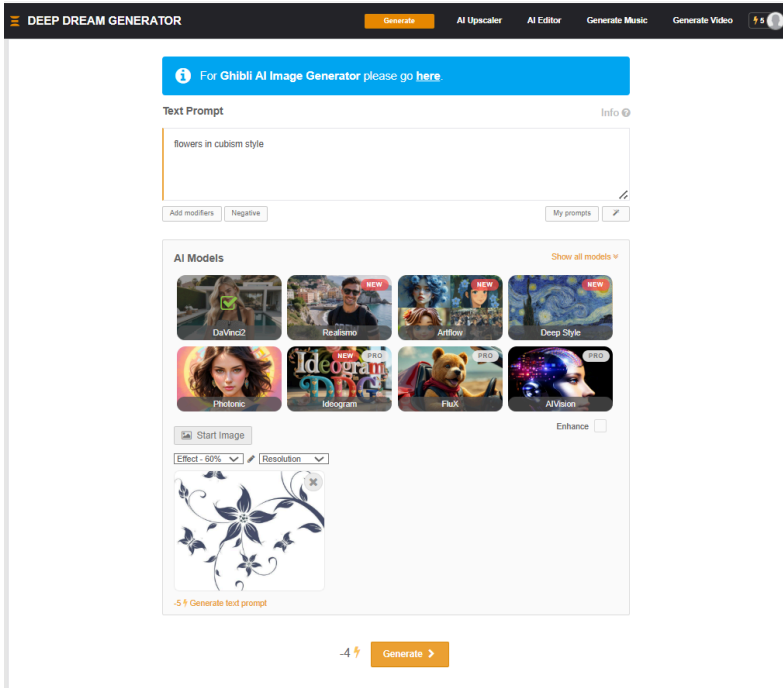 DEEP DREAM GENERATOR
Generate
AI Upscaler
AI Editor
Generate Music
Generate Video
5
For Ghibli AI Image Generator please go here.
Text Prompt
Info
flowers in cubism style
Add modifiers
Negative
My prompts
AI Models
Show all models
DaVinci2
NEW
Realismo
NEW
Artflow
NEW
Deep Style
Photonic
NEW
PRO
Ideogram
Ideogram
PRO
FluX
PRO
AIVision
Enhance
Start Image
Effect - 60%
Resolution
-5 Generate text prompt
-4
Generate